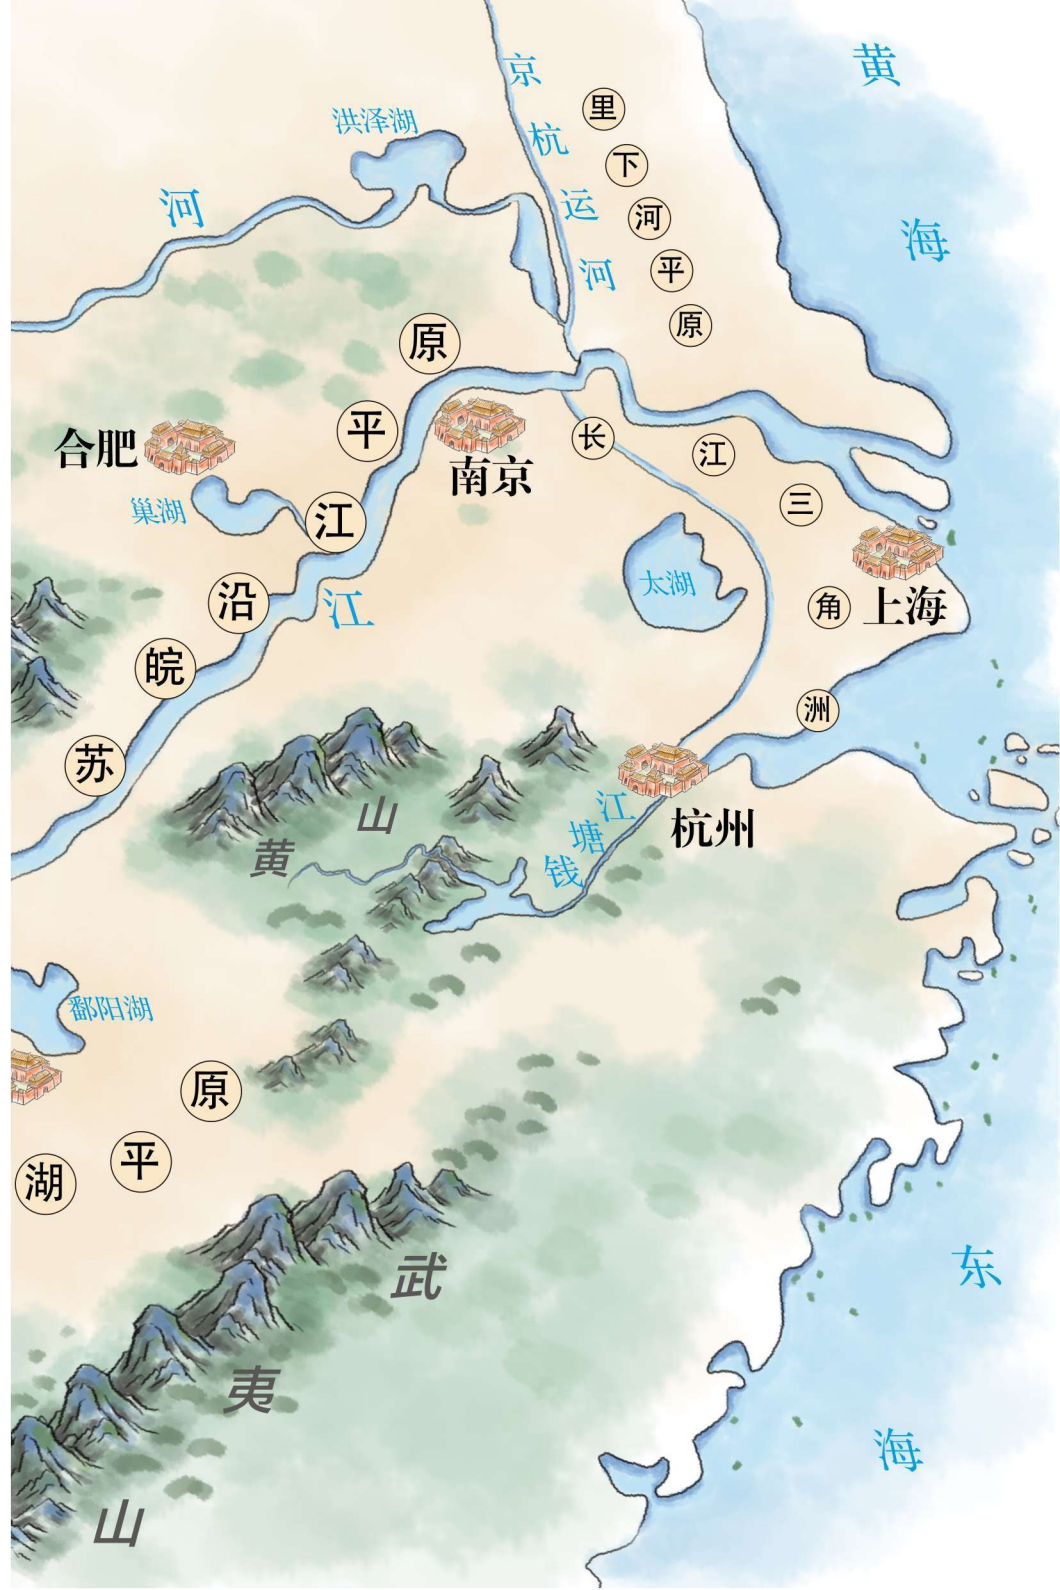 黄海
京杭运河
里下河平原
洪泽湖
河
苏皖沿江平原
合肥
南京
巢湖
江
长江三角洲
太湖
上海
黄山
杭州
钱塘江
鄱阳湖
湖平原
武夷山
东海